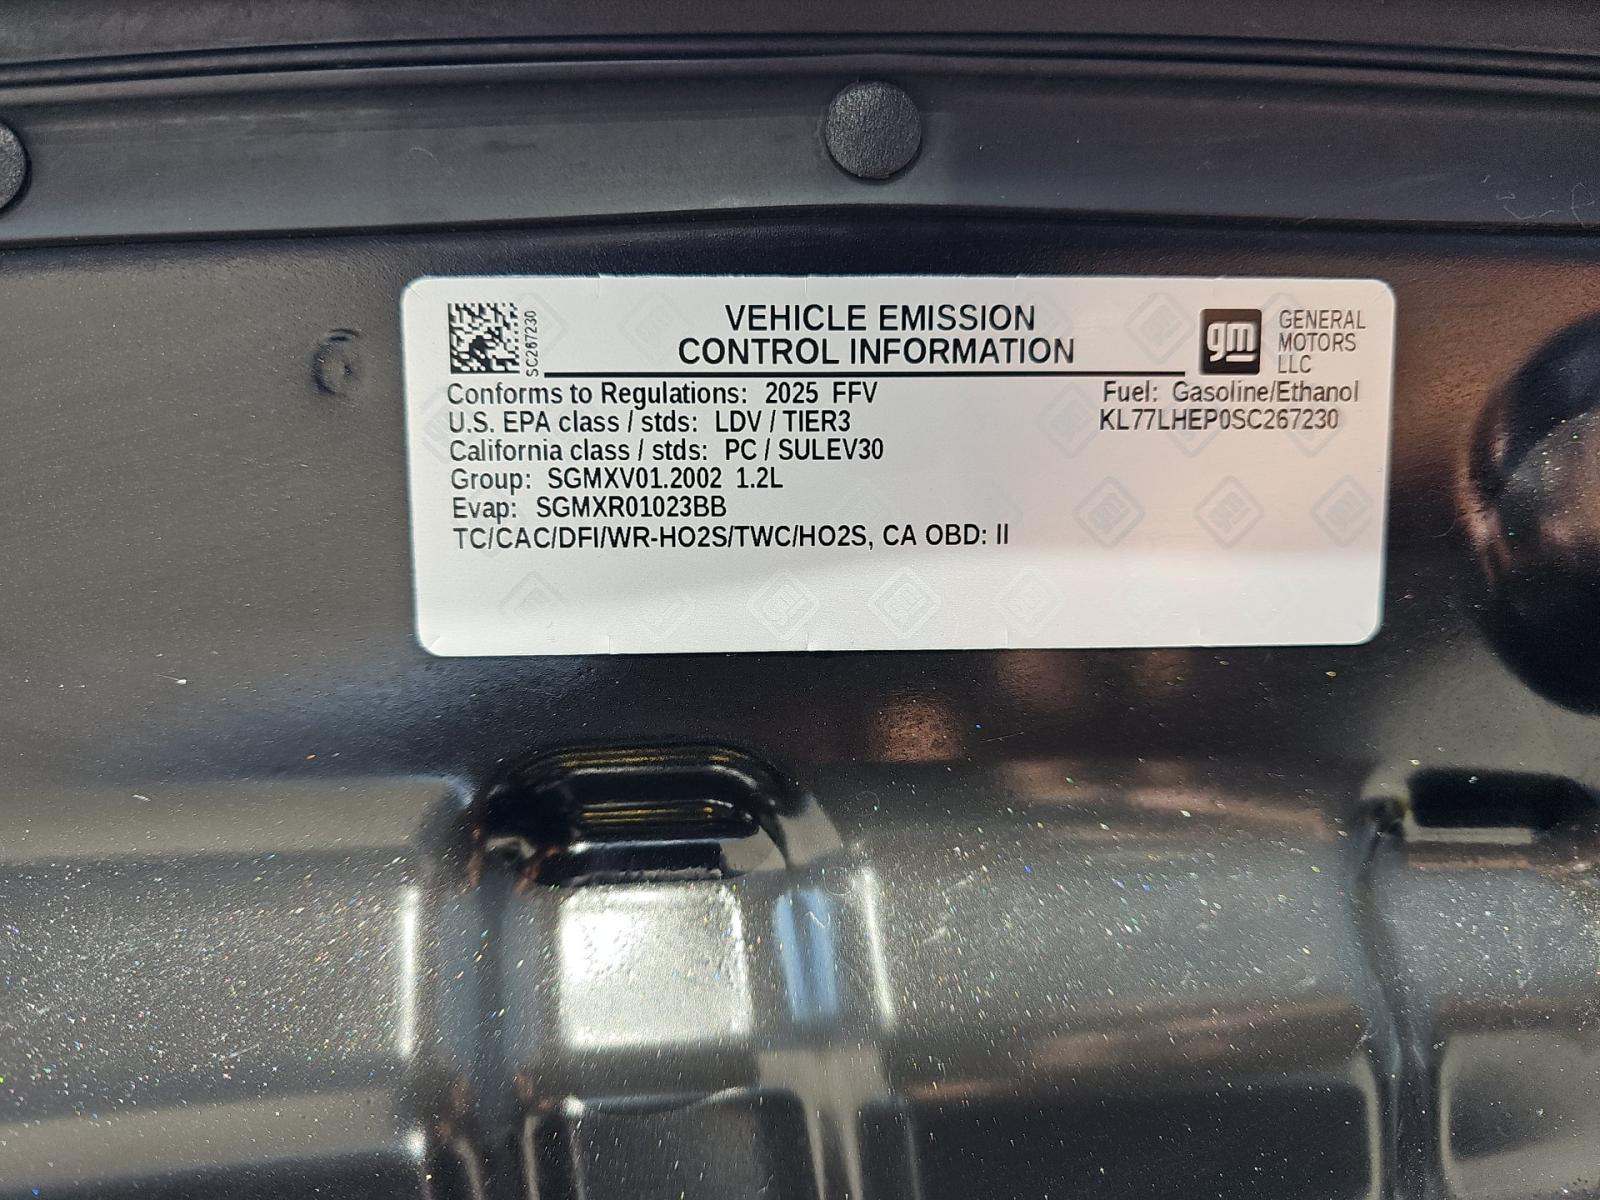 SC267230
VEHICLE EMISSION
CONTROL INFORMATION
gm
GENERAL
MOTORS
LLC
Conforms to Regulations: 2025 FFV
Fuel: Gasoline/Ethanol
U.S. EPA class / stds: LDV / TIER3
KL77LHEP0SC267230
California class / stds: PC / SULEV30
Group: SGMXV01.2002 1.2L
Evap: SGMXR01023BB
TC/CAC/DFI/WR-HO2S/TWC/HO2S, CA OBD: II